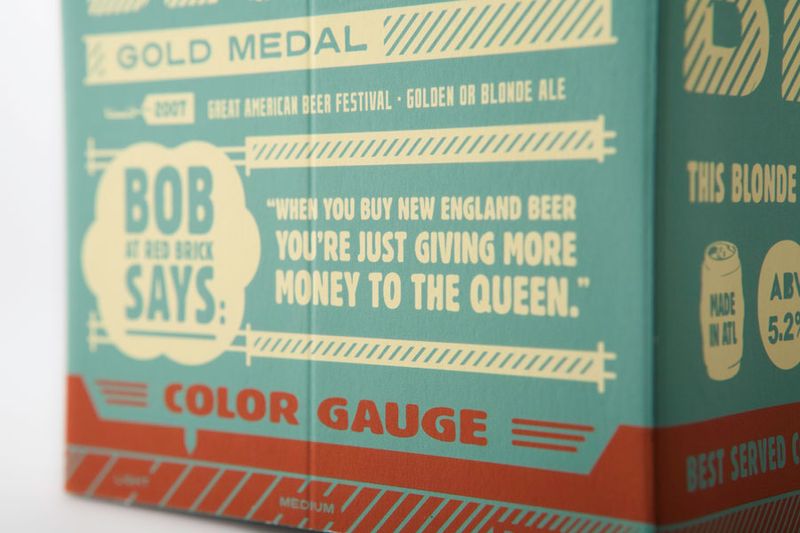 GOLD MEDAL
2007 GREAT AMERICAN BEER FESTIVAL · GOLDEN OR BLONDE ALE
BOB
AT RED BRICK
SAYS:
“WHEN YOU BUY NEW ENGLAND BEER
YOU’RE JUST GIVING MORE
MONEY TO THE QUEEN.”
COLOR GAUGE
LIGHT
MEDIUM
THIS BLONDE
MADE
IN ATL
ABV
5.2%
BEST SERVED